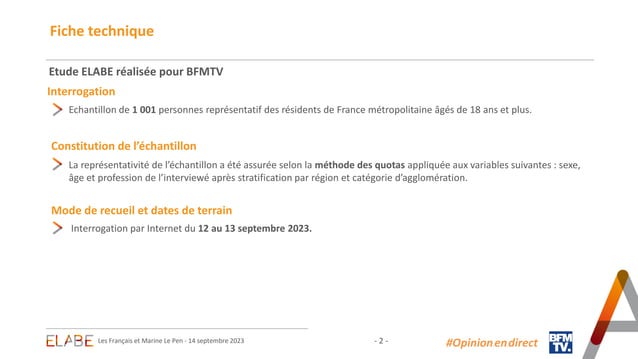 Fiche technique
Etude ELABE réalisée pour BFMTV
Interrogation
Echantillon de 1 001 personnes représentatif des résidents de France métropolitaine âgés de 18 ans et plus.
Constitution de l’échantillon
La représentativité de l’échantillon a été assurée selon la méthode des quotas appliquée aux variables suivantes : sexe,
âge et profession de l’interviewé après stratification par région et catégorie d’agglomération.
Mode de recueil et dates de terrain
Interrogation par Internet du 12 au 13 septembre 2023.
ELABE
Les Français et Marine Le Pen - 14 septembre 2023
- 2 -
#Opinionendirect
BFM
TV.